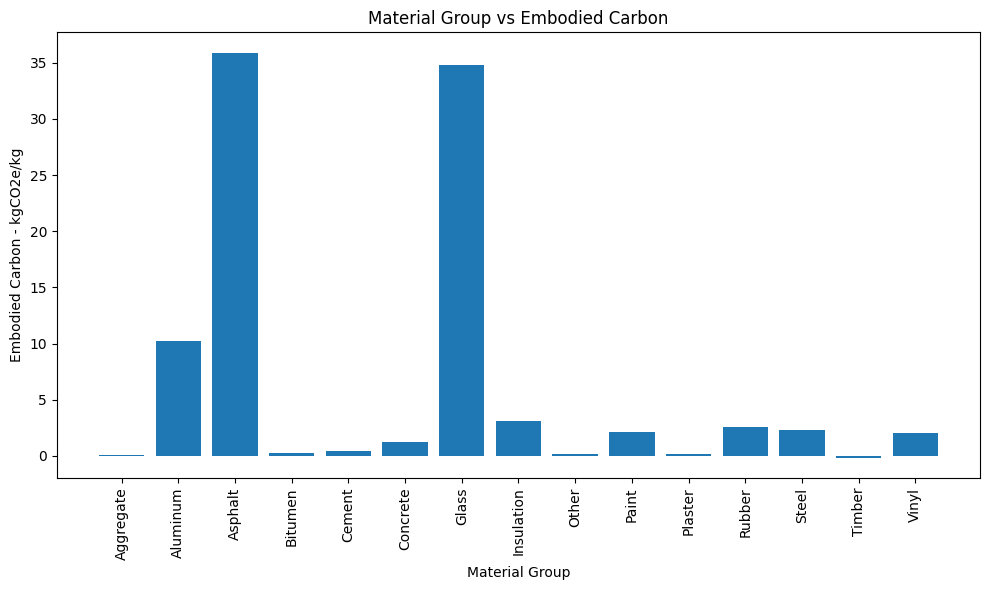 Material Group vs Embodied Carbon
Embodied Carbon - kgCO2e/kg
35
30
25
20
15
10
5
0
Aggregate
Aluminum
Asphalt
Bitumen
Cement
Concrete
Glass
Insulation
Other
Paint
Plaster
Rubber
Steel
Timber
Vinyl
Material Group